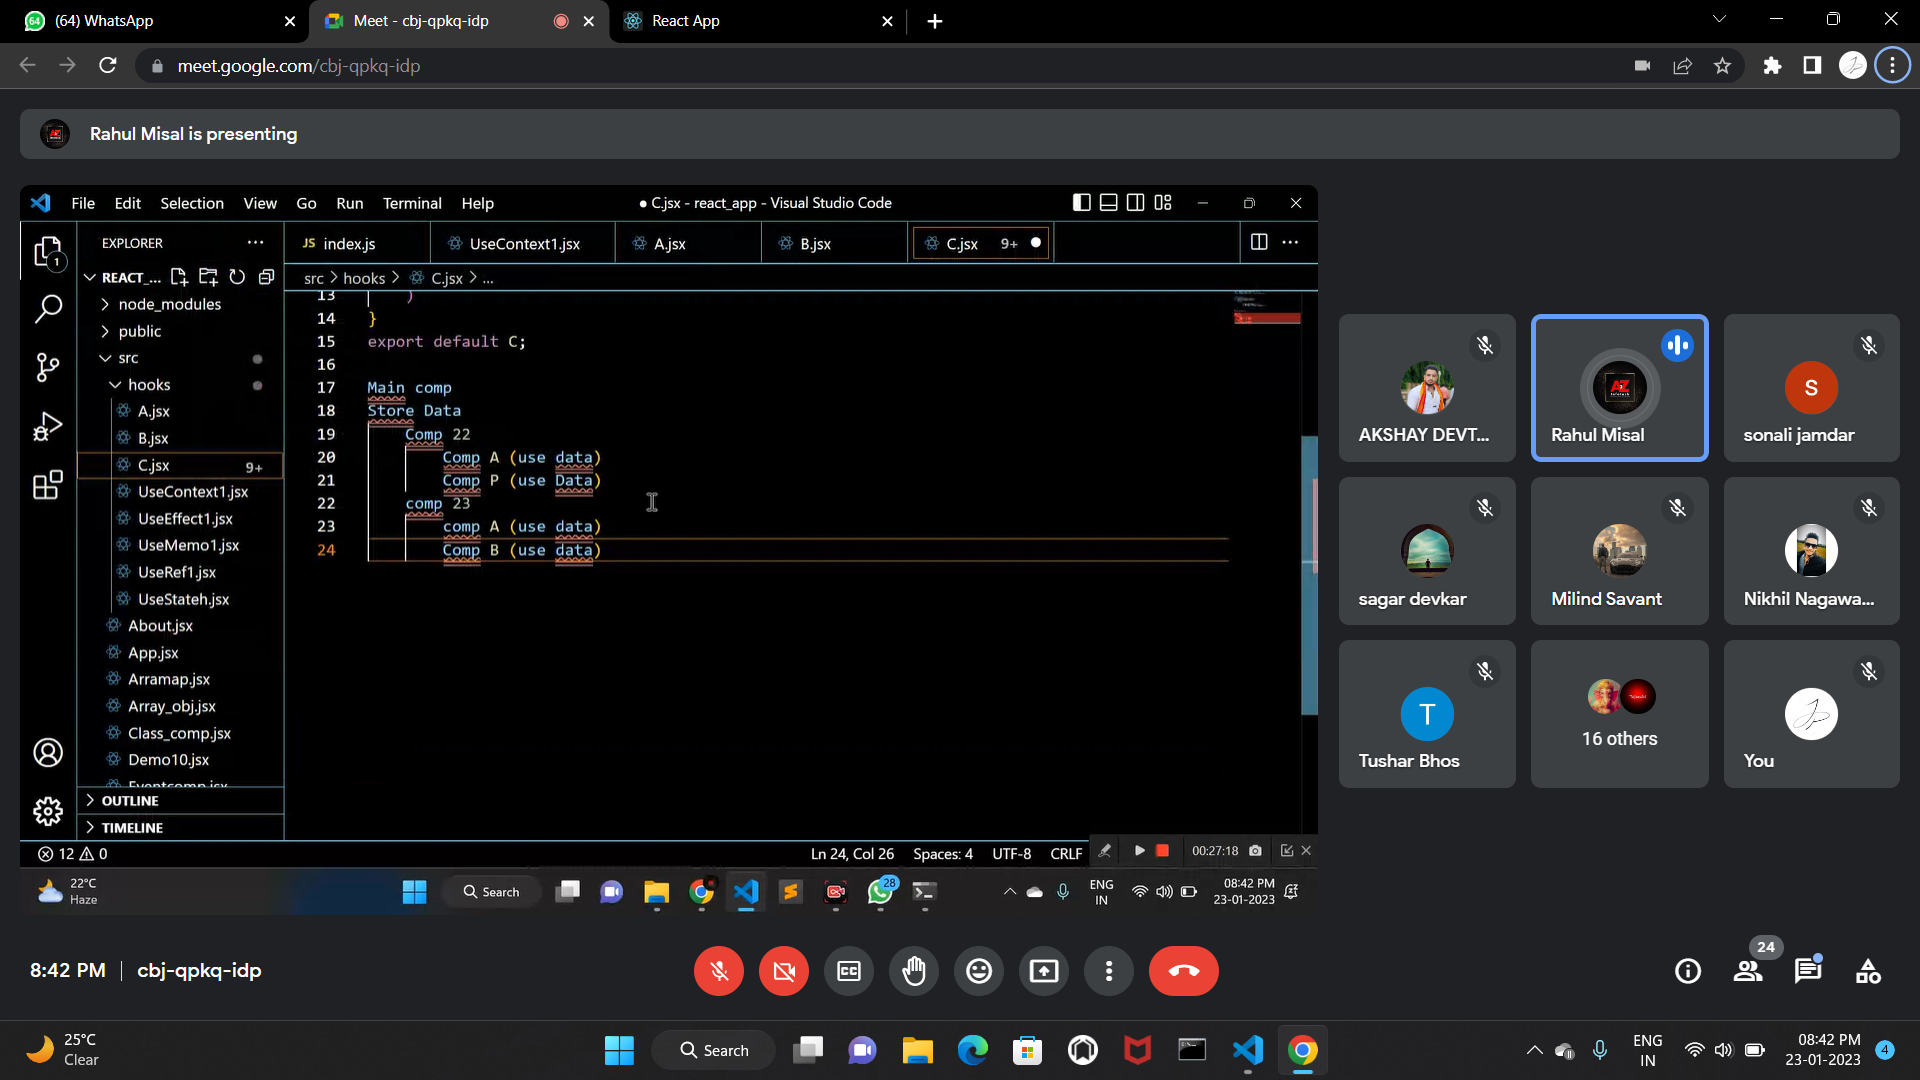 (64) WhatsApp
Meet - cbj-qpkq-idp
React App
meet.google.com/cbj-qpkq-idp
Rahul Misal is presenting
File Edit Selection View Go Run Terminal Help
● C.jsx - react_app - Visual Studio Code
EXPLORER
JS index.js
UseContext1.jsx
A.jsx
B.jsx
C.jsx 9+
REACT_...
src > hooks > C.jsx > ...
node_modules
public
src
hooks
A.jsx
B.jsx
C.jsx 9+
UseContext1.jsx
UseEffect1.jsx
UseMemo1.jsx
UseRef1.jsx
UseStateh.jsx
About.jsx
App.jsx
Arramap.jsx
Array_obj.jsx
Class_comp.jsx
Demo10.jsx
Eventcomp.jsx
OUTLINE
TIMELINE
1
13 )
14 }
15 export default C;
16
17 Main comp
18 Store Data
19 Comp 22
20 Comp A (use data)
21 Comp P (use Data)
22 comp 23
23 comp A (use data)
24 Comp B (use data)
12 0
Ln 24, Col 26 Spaces: 4 UTF-8 CRLF
00:27:18
22°C
Haze
Search
28
ENG
IN
08:42 PM
23-01-2023
AKSHAY DEVT...
Rahul Misal
S
sonali jamdar
sagar devkar
Milind Savant
Nikhil Nagawa...
T
Tushar Bhos
16 others
You
8:42 PM | cbj-qpkq-idp
CC
24
25°C
Clear
Search
ENG
IN
08:42 PM
23-01-2023
4